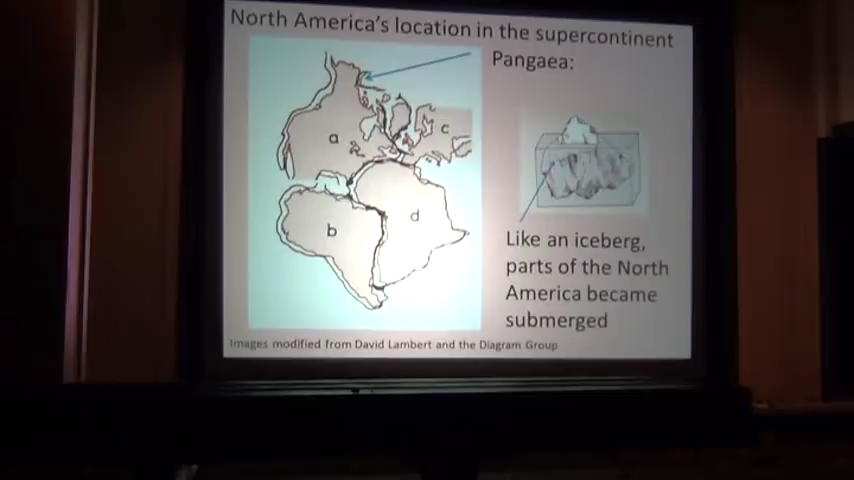 North America's location in the supercontinent
Pangaea:
a
c
d
b
Like an iceberg,
parts of the North
America became
submerged
Images modified from David Lambert and the Diagram Group